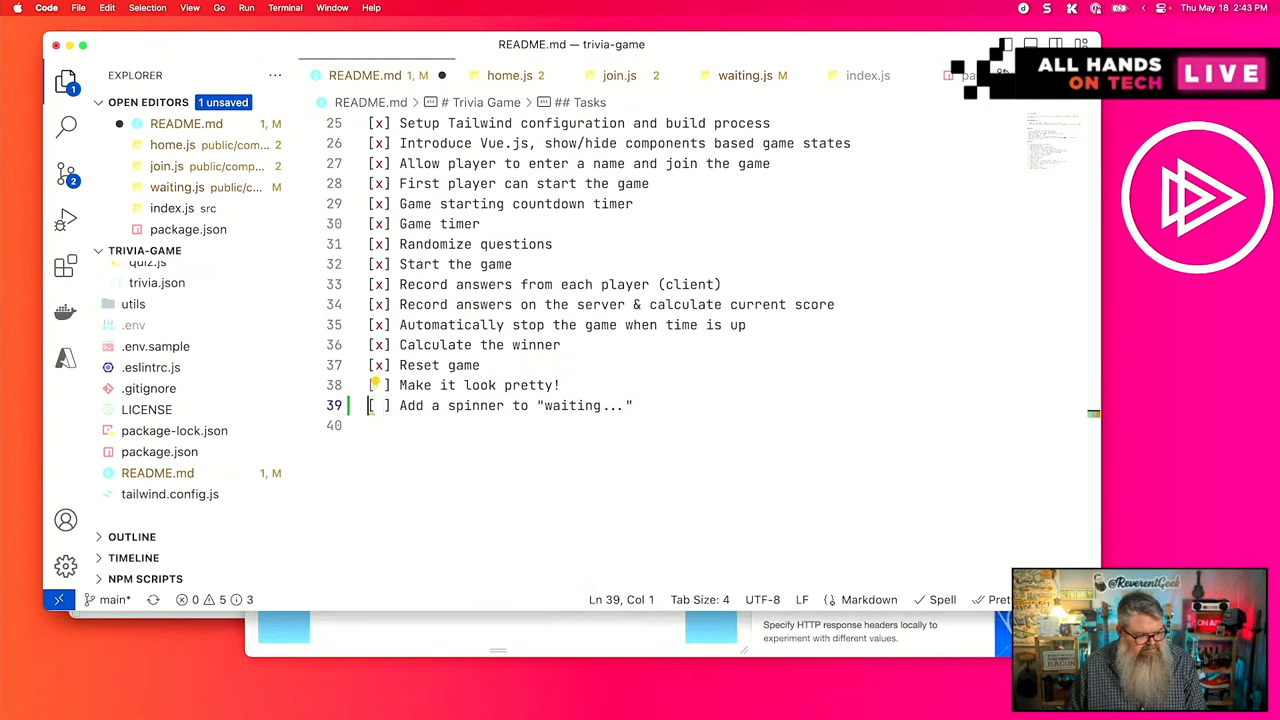 Code File Edit Selection View Go Run Terminal Window Help
Thu May 18 2:43 PM
README.md — trivia-game
ALL HANDS
ON TECH
LIVE
EXPLORER
README.md 1, M
home.js 2
join.js 2
waiting.js M
index.js
README.md > # Trivia Game > ## Tasks
OPEN EDITORS 1 unsaved
README.md 1, M
home.js public/com... 2
join.js public/comp... 2
waiting.js public/c... M
index.js src
package.json
TRIVIA-GAME
quiz.js
trivia.json
utils
.env
.env.sample
.eslintrc.js
.gitignore
LICENSE
package-lock.json
package.json
README.md 1, M
tailwind.config.js
OUTLINE
TIMELINE
NPM SCRIPTS
25 [x] Setup Tailwind configuration and build process
26 [x] Introduce Vue.js, show/hide components based game states
27 [x] Allow player to enter a name and join the game
28 [x] First player can start the game
29 [x] Game starting countdown timer
30 [x] Game timer
31 [x] Randomize questions
32 [x] Start the game
33 [x] Record answers from each player (client)
34 [x] Record answers on the server & calculate current score
35 [x] Automatically stop the game when time is up
36 [x] Calculate the winner
37 [x] Reset game
38 [ ] Make it look pretty!
39 [ ] Add a spinner to "waiting..."
40
main* 0 5 3
Ln 39, Col 1 Tab Size: 4 UTF-8 LF Markdown Spell
Specify HTTP response headers locally to
experiment with different values.
@ReverentGeek
ON AIR
BACON